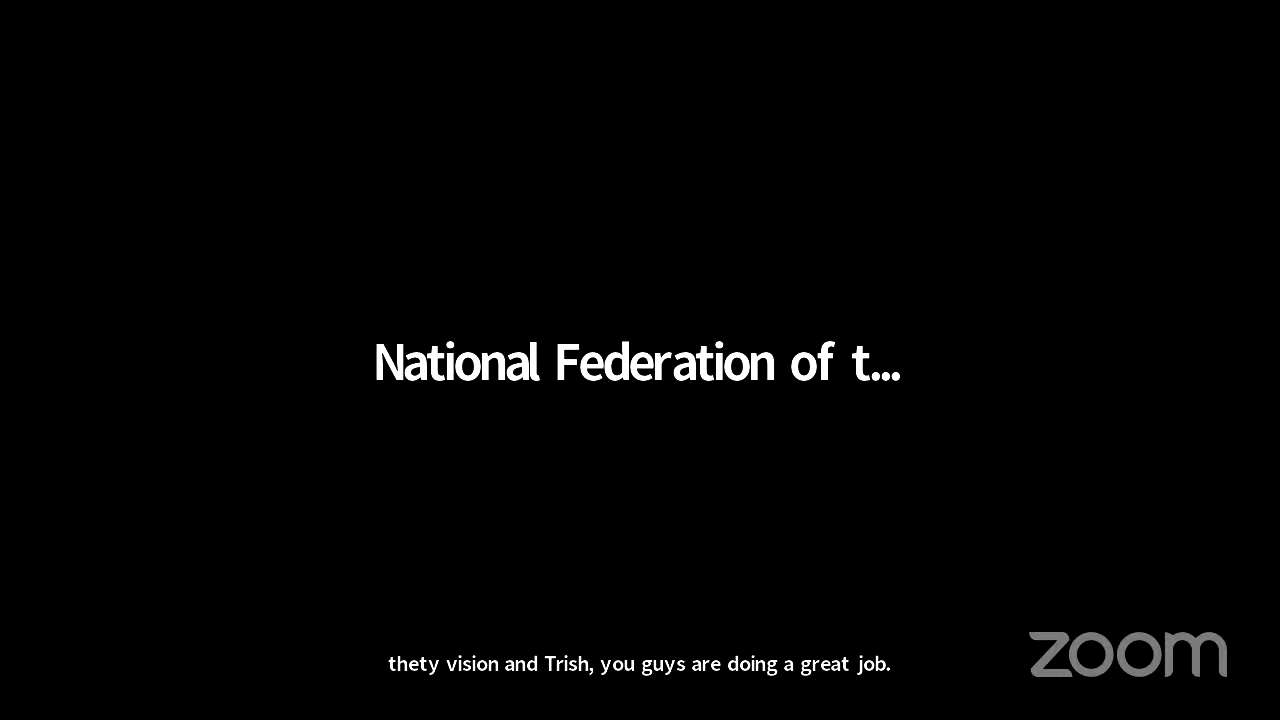 National Federation of t...
thety vision and Trish, you guys are doing a great job.
zoom